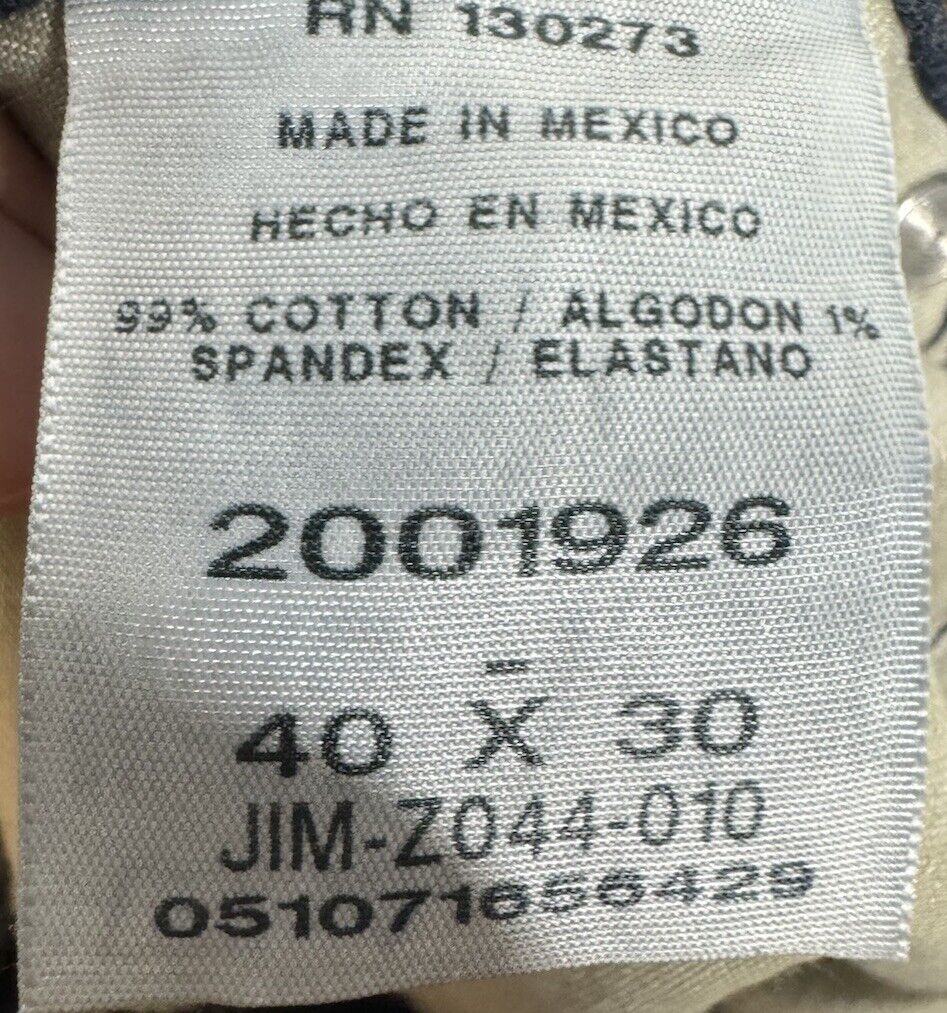 RN 130273
MADE IN MEXICO
HECHO EN MEXICO
99% COTTON / ALGODON 1%
SPANDEX / ELASTANO
2001926
-
40 X 30
JIM-Z044-010
051071656429